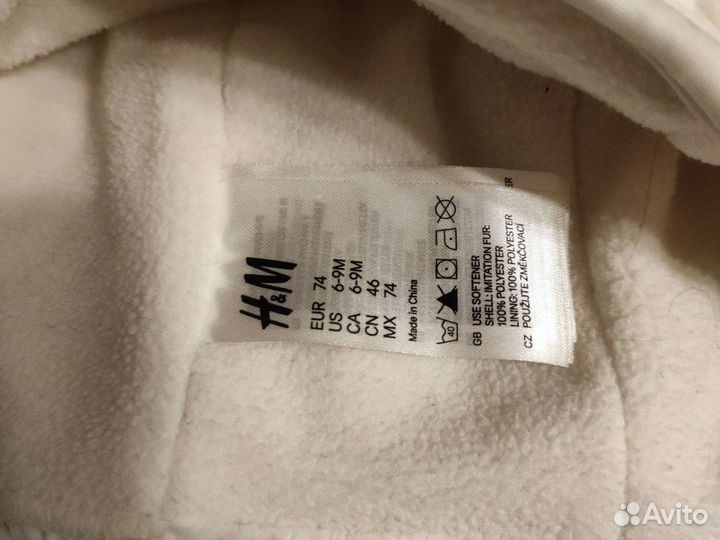 H&M
EUR 74
US 6-9M
CA 6-9M
CN 46
MX 74
Made in China
40
GB USE SOFTENER
SHELL: IMITATION FUR:
100% POLYESTER
LINING: 100% POLYESTER
CZ POUŽIJTE ZMĚKČOVACÍ
Avito